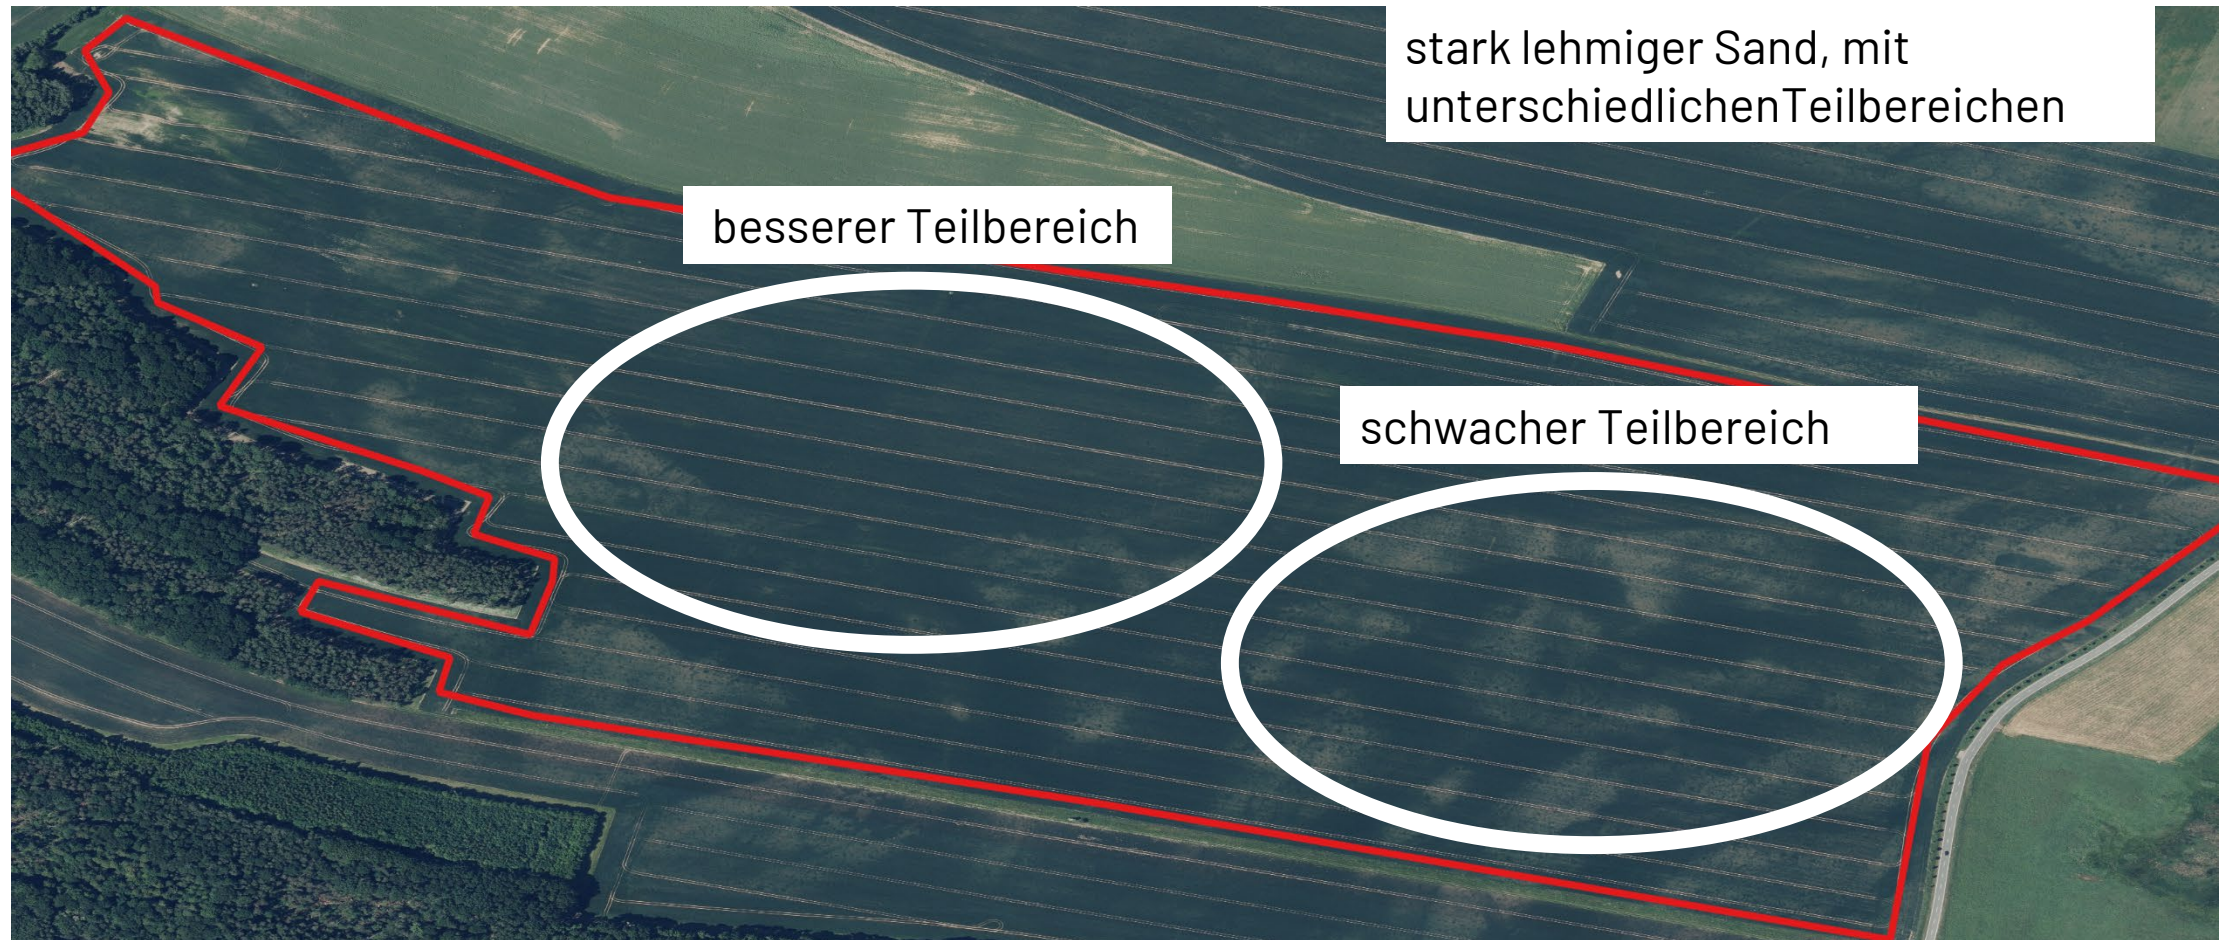 stark lehmiger Sand, mit
unterschiedlichenTeilbereichen
besserer Teilbereich
schwacher Teilbereich